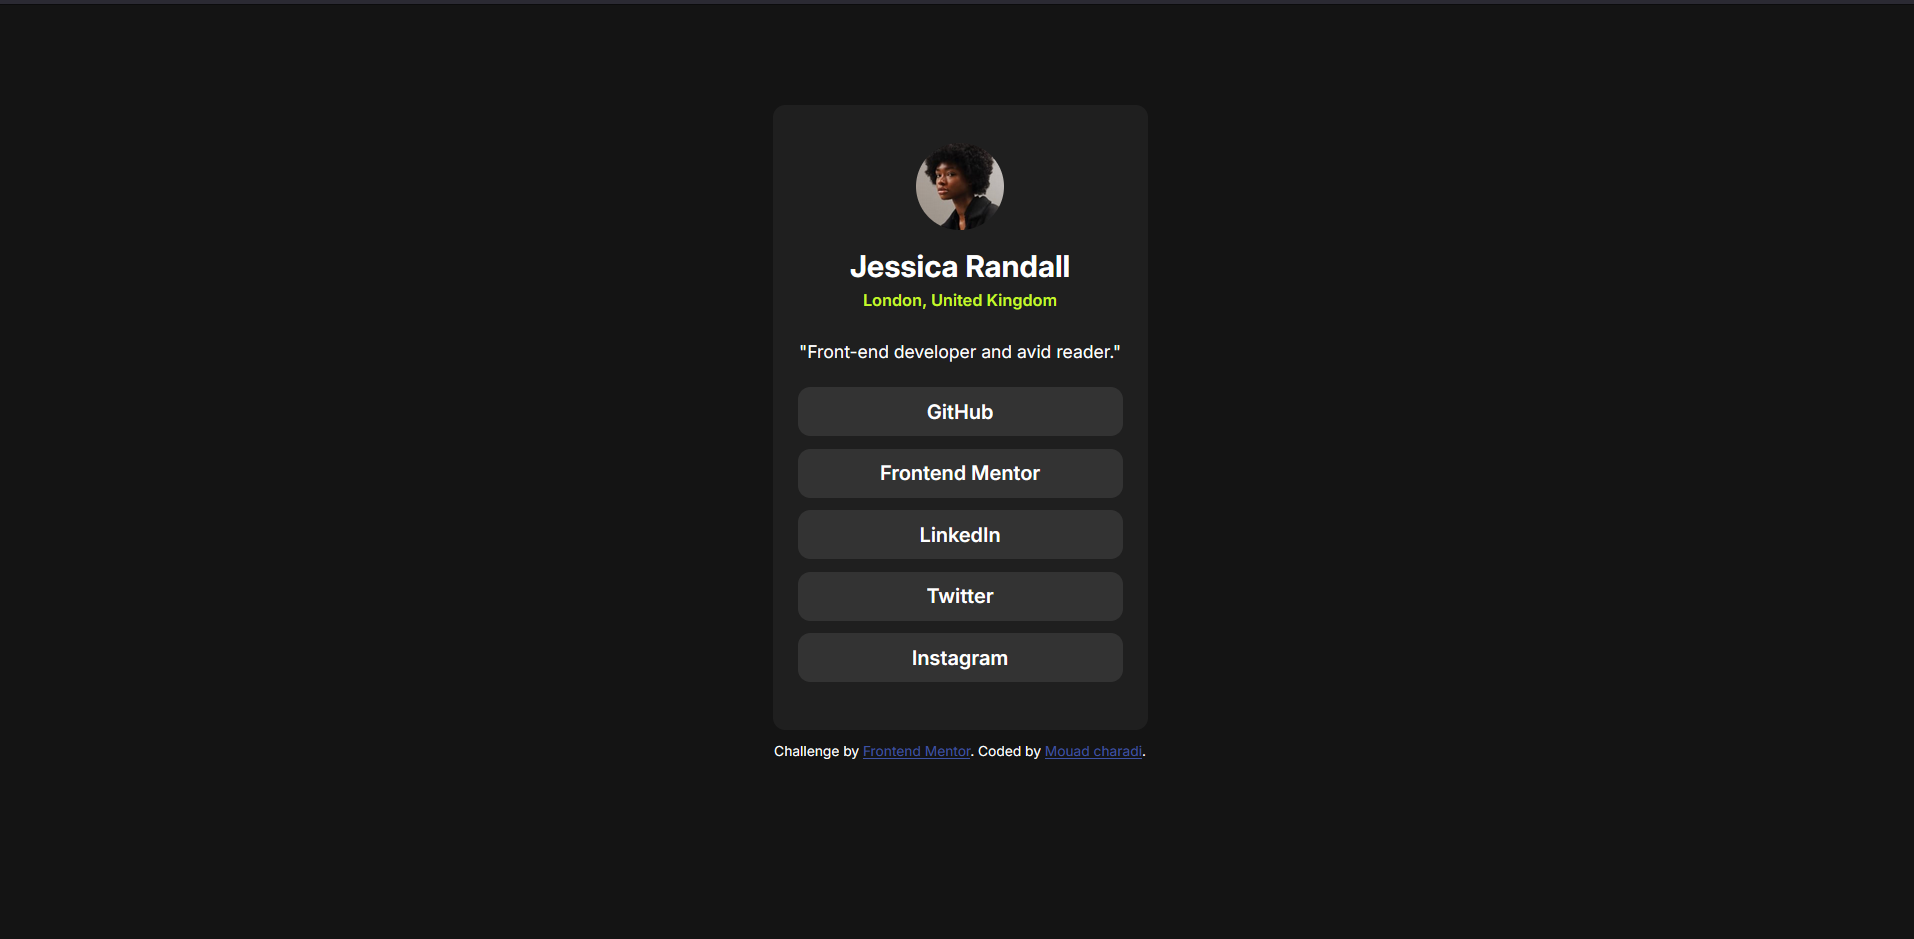 Jessica Randall
London, United Kingdom
"Front-end developer and avid reader."
GitHub
Frontend Mentor
LinkedIn
Twitter
Instagram
Challenge by Frontend Mentor. Coded by Mouad charadi.